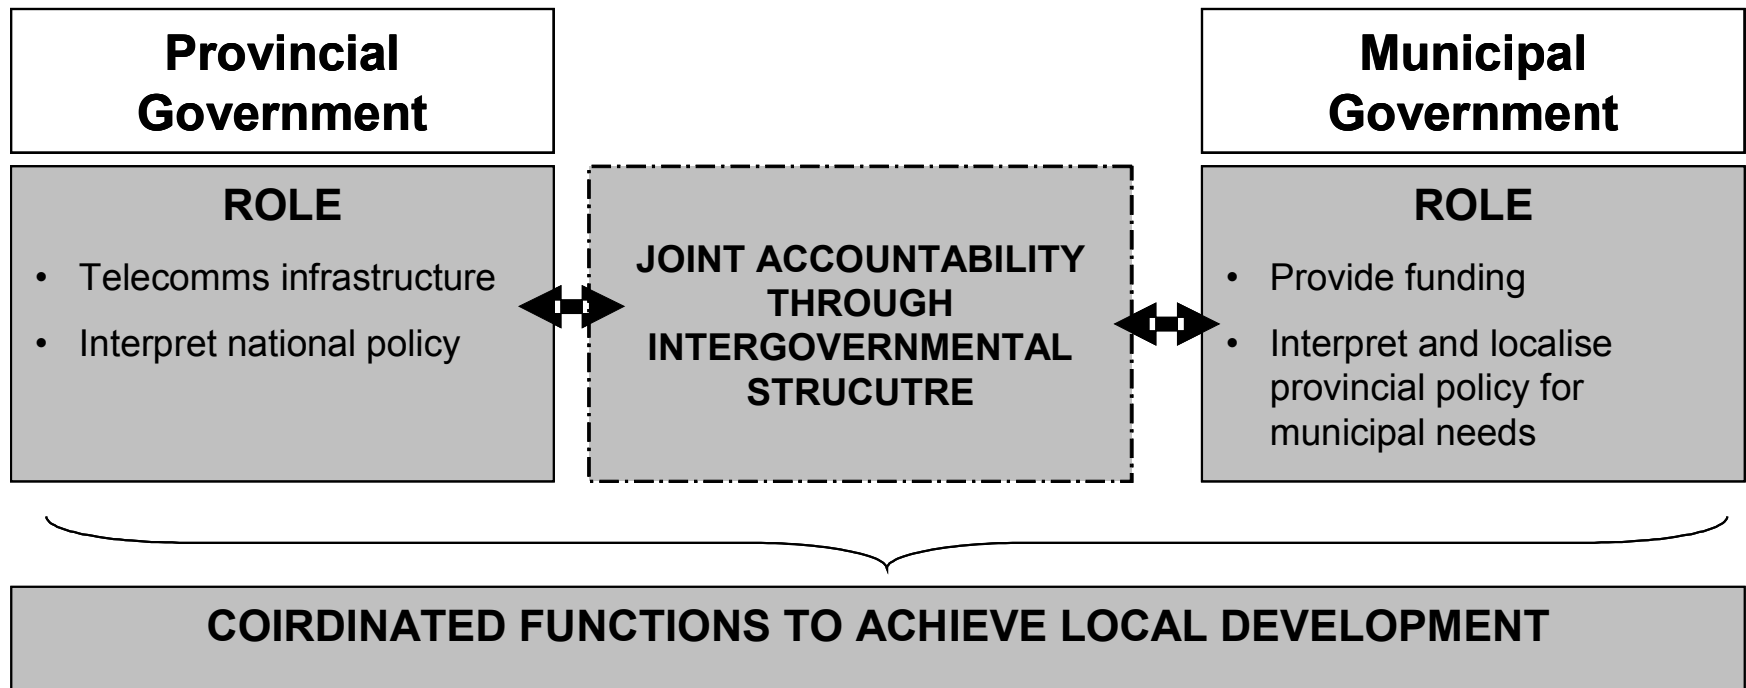 Provincial
Government
Municipal
Government
ROLE
• Telecomms infrastructure
• Interpret national policy
JOINT ACCOUNTABILITY
THROUGH
INTERGOVERNMENTAL
STRUCUTRE
ROLE
• Provide funding
• Interpret and localise
provincial policy for
municipal needs
COIRDINATED FUNCTIONS TO ACHIEVE LOCAL DEVELOPMENT